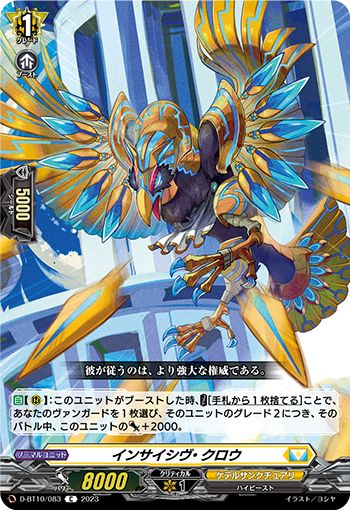 1
グレード
ブースト
5000
シールド
彼が従うのは、より強大な権威である。
自【R】:このユニットがブーストした時、【手札から1枚捨てる】ことで、
あなたのヴァンガードを1枚選び、そのユニットのグレード2につき、その
バトル中、このユニットの+2000。
ノーマルユニット
インサイシヴ・クロウ
パワー
8000
クリティカル
1
ケテルサンクチュアリ
ハイビースト
D-BT10/083 C 2023
イラスト/ヨシヤ